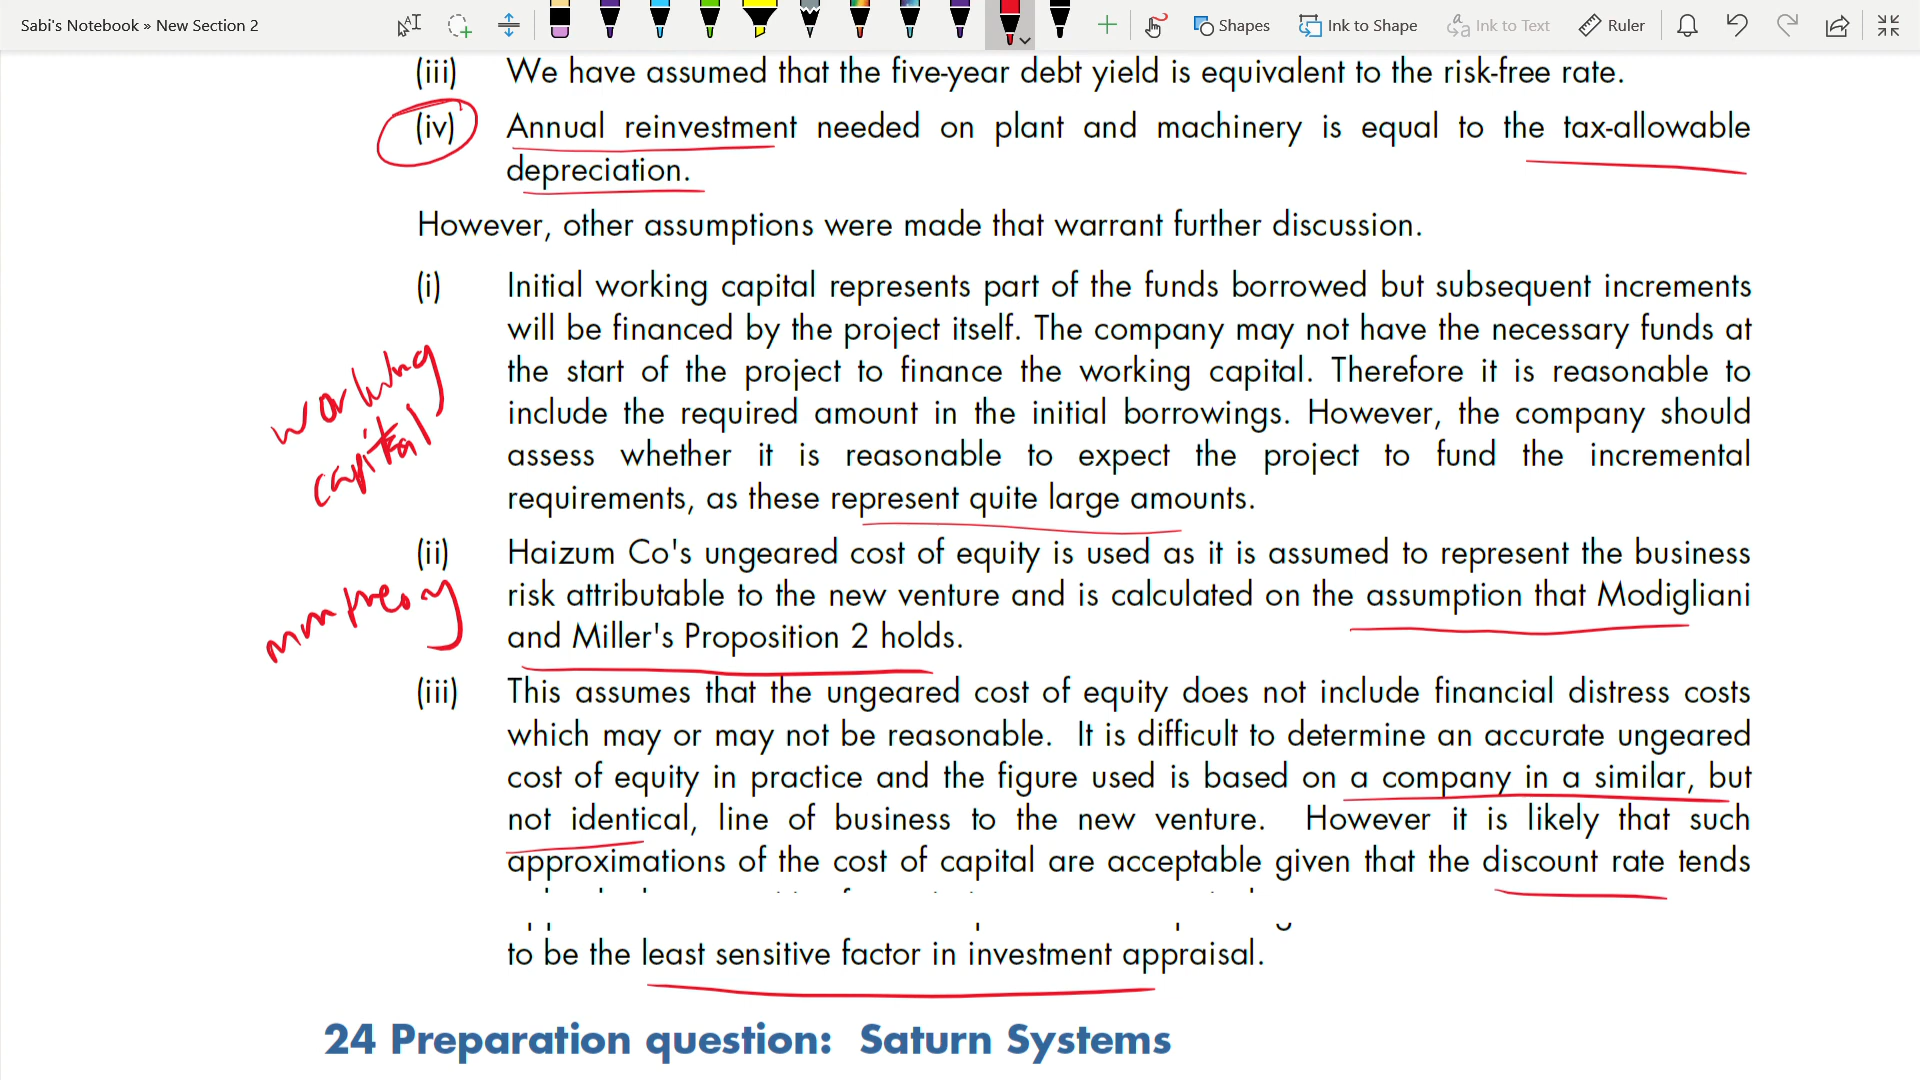 Sabi's Notebook » New Section 2
Shapes
Ink to Shape
Ink to Text
Ruler
(iii) We have assumed that the five-year debt yield is equivalent to the risk-free rate.
(iv) Annual reinvestment needed on plant and machinery is equal to the tax-allowable
depreciation.
However, other assumptions were made that warrant further discussion.
(i) Initial working capital represents part of the funds borrowed but subsequent increments
will be financed by the project itself. The company may not have the necessary funds at
the start of the project to finance the working capital. Therefore it is reasonable to
include the required amount in the initial borrowings. However, the company should
assess whether it is reasonable to expect the project to fund the incremental
requirements, as these represent quite large amounts.
working
capital
(ii) Haizum Co's ungeared cost of equity is used as it is assumed to represent the business
risk attributable to the new venture and is calculated on the assumption that Modigliani
and Miller's Proposition 2 holds.
mm theory
(iii) This assumes that the ungeared cost of equity does not include financial distress costs
which may or may not be reasonable. It is difficult to determine an accurate ungeared
cost of equity in practice and the figure used is based on a company in a similar, but
not identical, line of business to the new venture. However it is likely that such
approximations of the cost of capital are acceptable given that the discount rate tends
to be the least sensitive factor in investment appraisal.
24 Preparation question: Saturn Systems